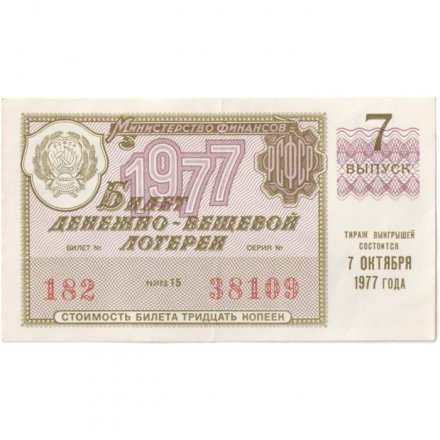 Министерство финансов
1977
РСФСР
Билет
денежно-вещевой
лотереи
БИЛЕТ № СЕРИЯ №
182 РАЗРЯД 15 38109
СТОИМОСТЬ БИЛЕТА ТРИДЦАТЬ КОПЕЕК
7
ВЫПУСК
ТИРАЖ ВЫИГРЫШЕЙ
СОСТОИТСЯ
7 ОКТЯБРЯ
1977 ГОДА